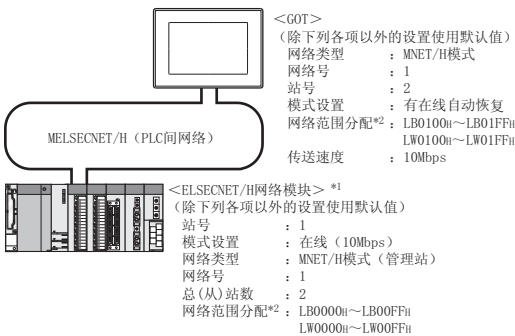 <GOT>
(除下列各项以外的设置使用默认值)
网络类型 : MNET/H模式
网络号 : 1
站号 : 2
模式设置 : 有在线自动恢复
网络范围分配*2 : LB0100H～LB01FFH
LW0100H～LW01FFH
传送速度 : 10Mbps
MELSECNET/H（PLC间网络）
<ELSECNET/H网络模块> *1
(除下列各项以外的设置使用默认值)
站号 : 1
模式设置 : 在线（10Mbps）
网络类型 : MNET/H模式（管理站）
网络号 : 1
总(从)站数 : 2
网络范围分配*2 : LB0000H～LB00FFH
LW0000H～LW00FFH